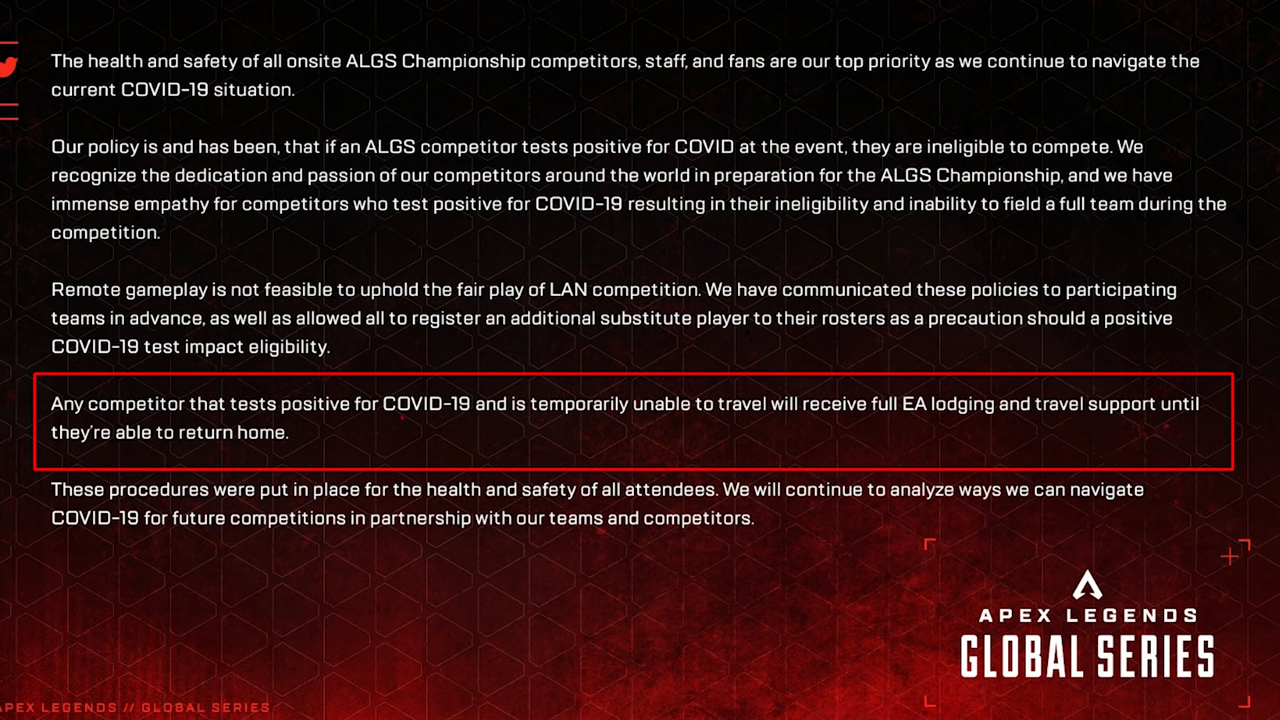 The health and safety of all onsite ALGS Championship competitors, staff, and fans are our top priority as we continue to navigate the
current COVID-19 situation.
Our policy is and has been, that if an ALGS competitor tests positive for COVID at the event, they are ineligible to compete. We
recognize the dedication and passion of our competitors around the world in preparation for the ALGS Championship, and we have
immense empathy for competitors who test positive for COVID-19 resulting in their ineligibility and inability to field a full team during the
competition.
Remote gameplay is not feasible to uphold the fair play of LAN competition. We have communicated these policies to participating
teams in advance, as well as allowed all to register an additional substitute player to their rosters as a precaution should a positive
COVID-19 test impact eligibility.
Any competitor that tests positive for COVID-19 and is temporarily unable to travel will receive full EA lodging and travel support until
they're able to return home.
These procedures were put in place for the health and safety of all attendees. We will continue to analyze ways we can navigate
COVID-19 for future competitions in partnership with our teams and competitors.
APEX LEGENDS
GLOBAL SERIES
APEX LEGENDS // GLOBAL SERIES